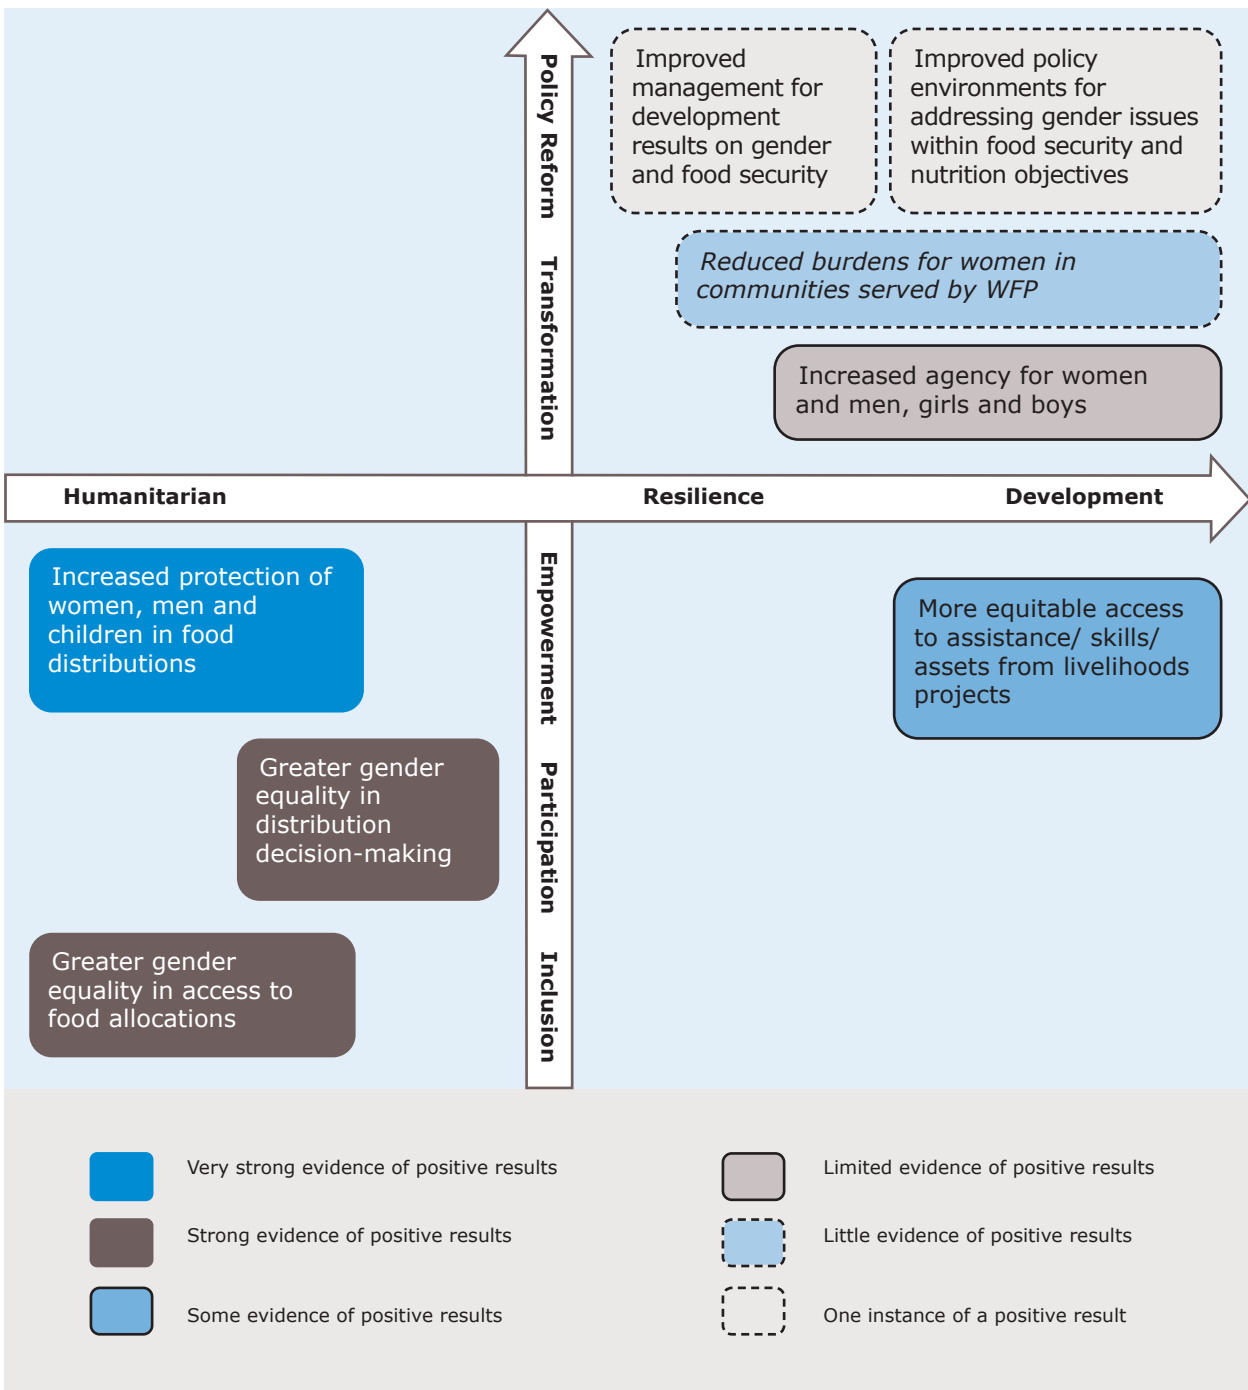 Improved
management for
development
results on gender
and food security
Improved policy
environments for
addressing gender issues
within food security and
nutrition objectives
Reduced burdens for women in
communities served by WFP
Increased agency for women
and men, girls and boys
Policy Reform
Transformation
Humanitarian
Resilience
Development
Empowerment
Participation
Inclusion
Increased protection of
women, men and
children in food
distributions
More equitable access
to assistance/ skills/
assets from livelihoods
projects
Greater gender
equality in
distribution
decision-making
Greater gender
equality in access to
food allocations
Very strong evidence of positive results
Strong evidence of positive results
Some evidence of positive results
Limited evidence of positive results
Little evidence of positive results
One instance of a positive result